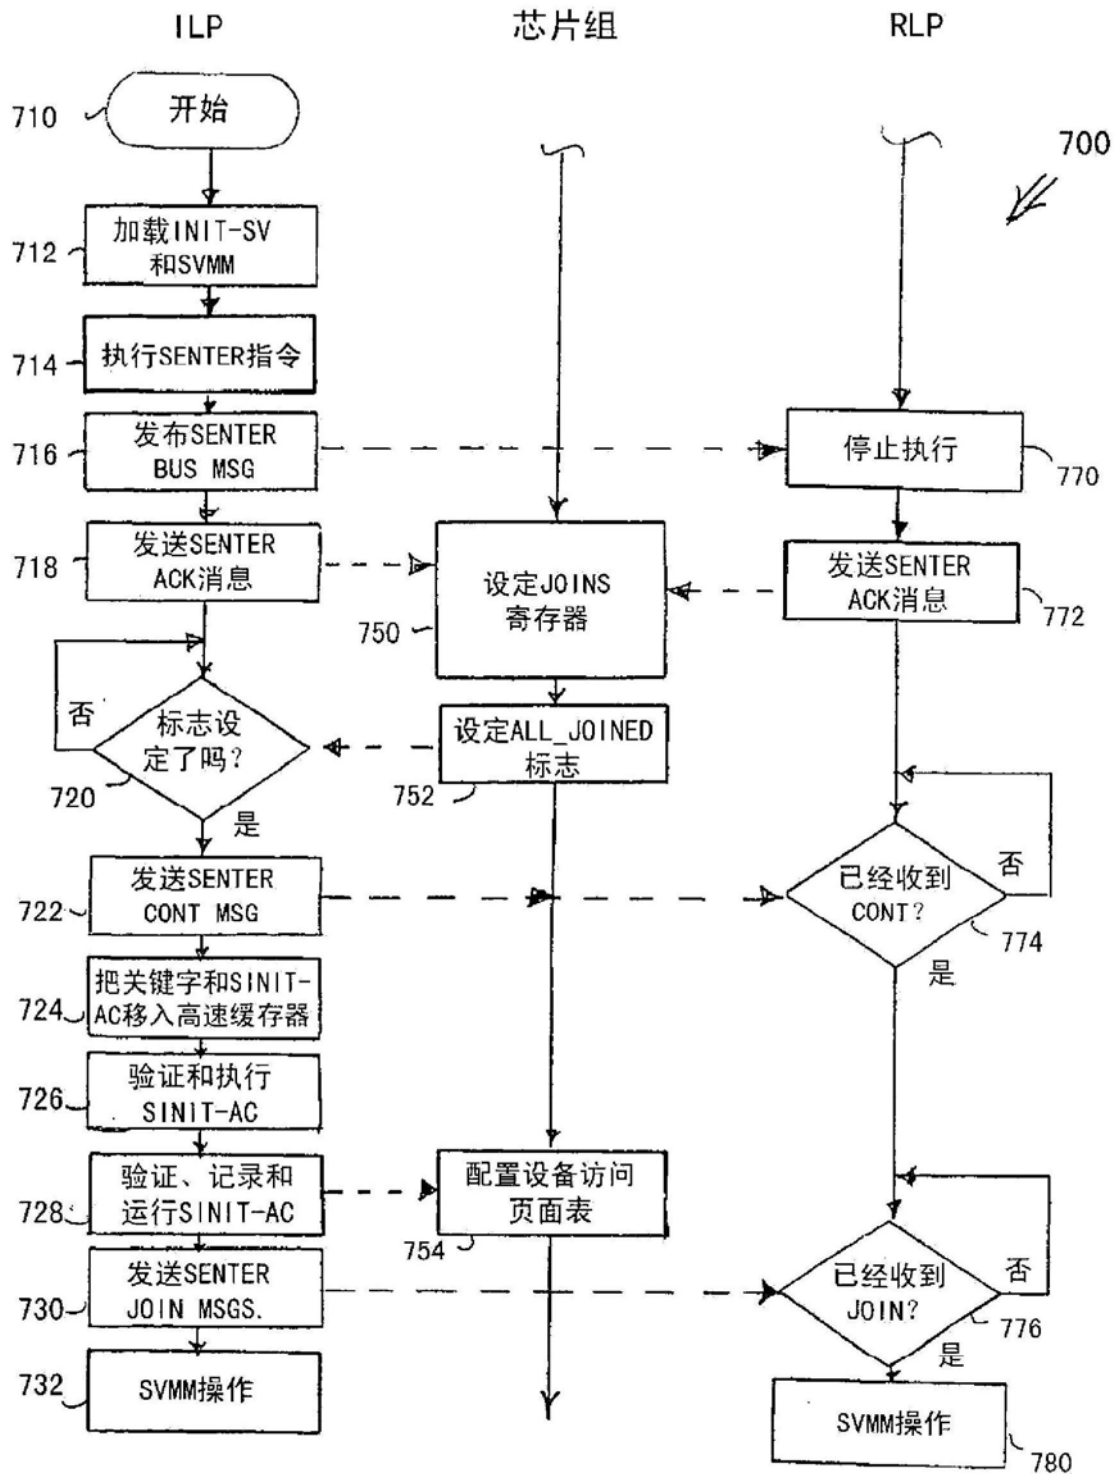 ILP
芯片组
RLP
700
710
开始
712
加载INIT-SV
和SVMM
714
执行SENTER指令
716
发布SENTER
BUS MSG
停止执行
770
718
发送SENTER
ACK消息
750
设定JOINS
寄存器
发送SENTER
ACK消息
772
否
标志设
定了吗?
720
是
设定ALL_JOINED
标志
752
722
发送SENTER
CONT MSG
已经收到
CONT?
否
774
是
724
把关键字和SINIT-
AC移入高速缓存器
726
验证和执行
SINIT-AC
728
验证、记录和
运行SINIT-AC
配置设备访问
页面表
754
730
发送SENTER
JOIN MSGS.
已经收到
JOIN?
否
776
是
732
SVMM操作
SVMM操作
780